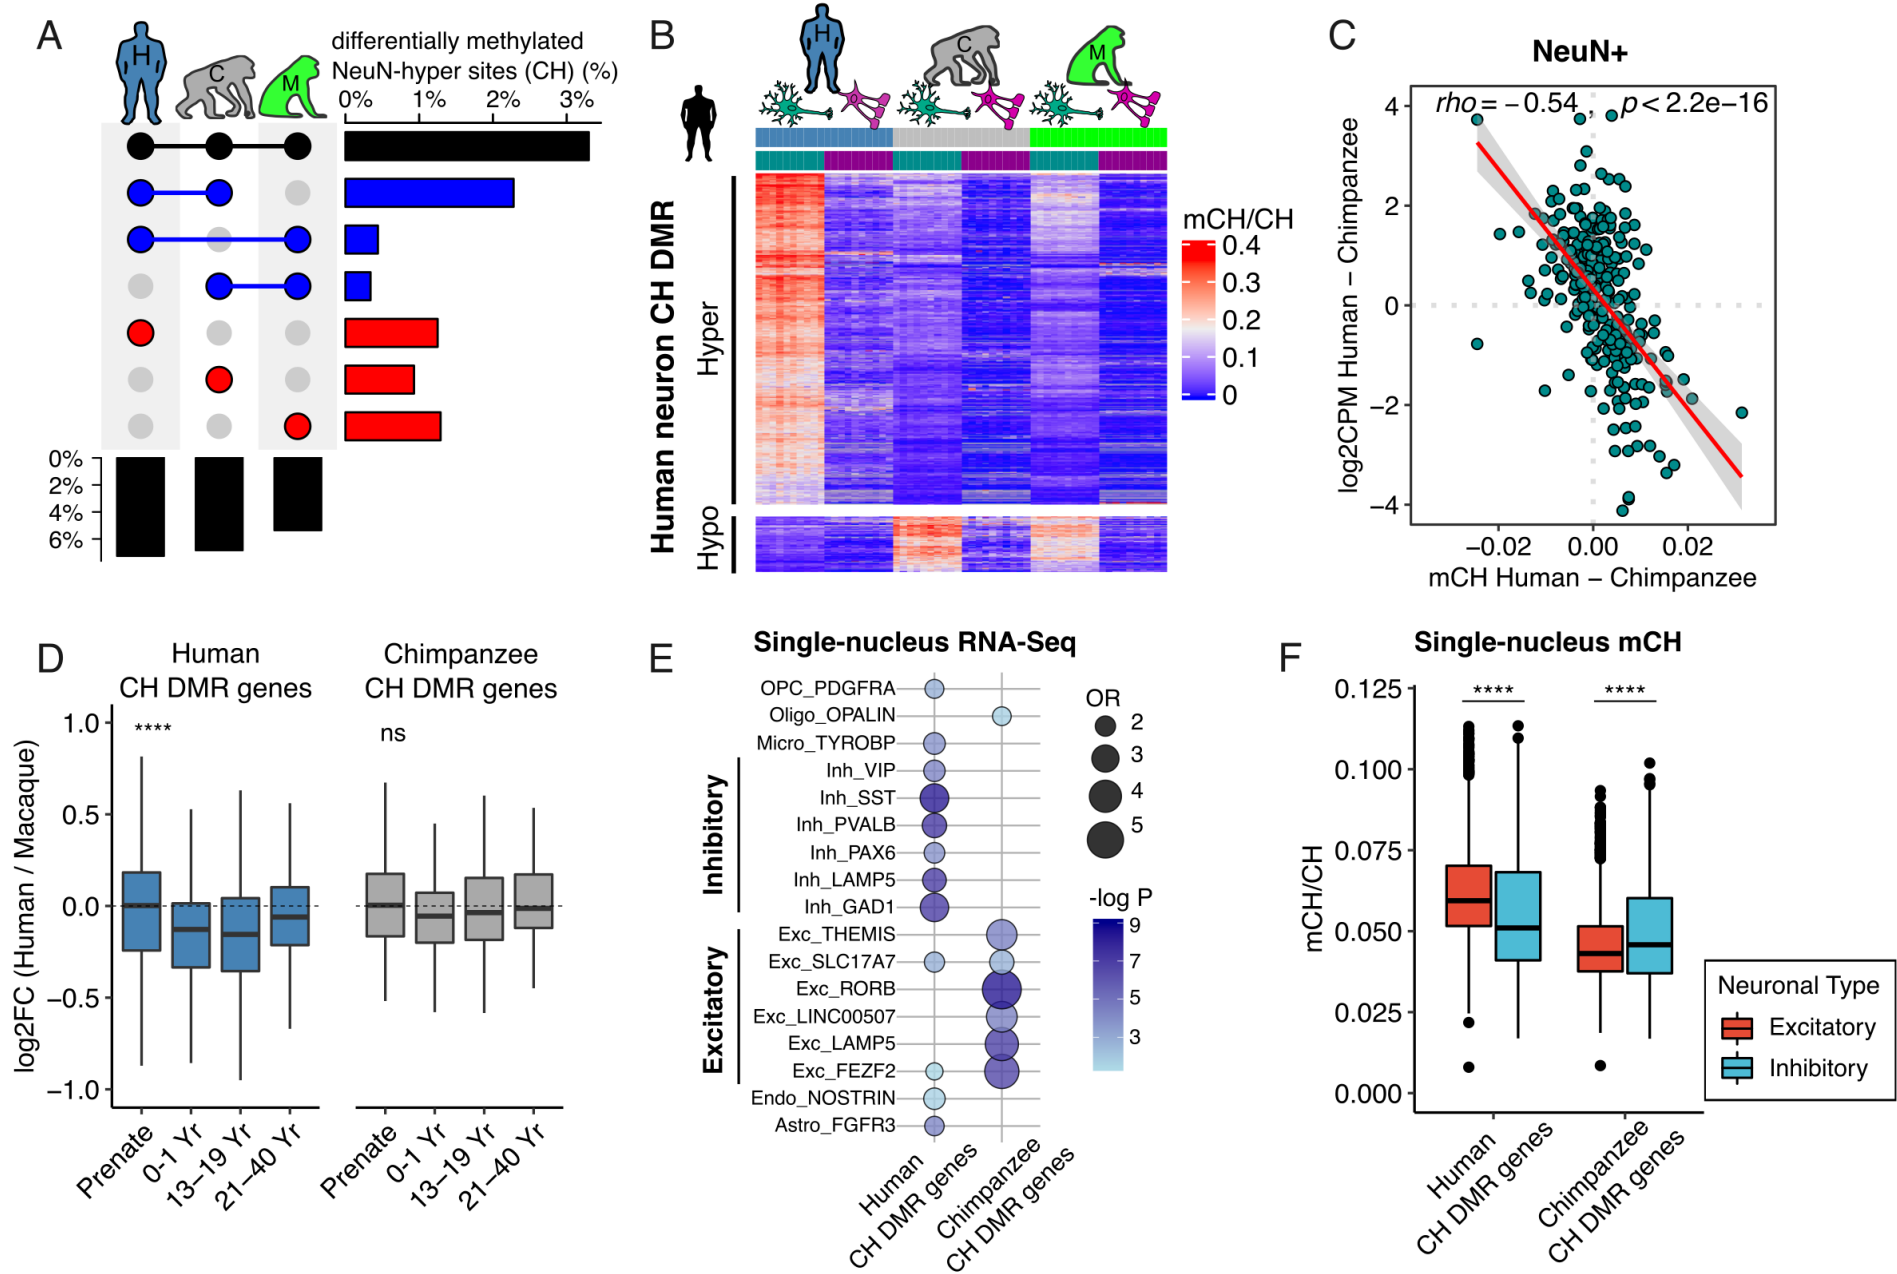 A
H
C
M
differentially methylated
NeuN-hyper sites (CH) (%)
0% 1% 2% 3%
0%
2%
4%
6%
B
H
C
M
Human neuron CH DMR
Hyper
Hypo
mCH/CH
0.4
0.3
0.2
0.1
0
C
NeuN+
rho = − 0.54 , p < 2.2e−16
log2CPM Human − Chimpanzee
4
2
0
−2
−4
−0.02 0.00 0.02
mCH Human − Chimpanzee
D
Human
CH DMR genes
Chimpanzee
CH DMR genes
log2FC (Human / Macaque)
1.0
0.5
0.0
−0.5
−1.0
****
ns
Prenate
0-1 Yr
13−19 Yr
21−40 Yr
Prenate
0-1 Yr
13−19 Yr
21−40 Yr
E
Single-nucleus RNA-Seq
Inhibitory
Excitatory
OPC_PDGFRA
Oligo_OPALIN
Micro_TYROBP
Inh_VIP
Inh_SST
Inh_PVALB
Inh_PAX6
Inh_LAMP5
Inh_GAD1
Exc_THEMIS
Exc_SLC17A7
Exc_RORB
Exc_LINC00507
Exc_LAMP5
Exc_FEZF2
Endo_NOSTRIN
Astro_FGFR3
Human
CH DMR genes
Chimpanzee
CH DMR genes
OR
2
3
4
5
-log P
9
7
5
3
F
Single-nucleus mCH
mCH/CH
0.125
0.100
0.075
0.050
0.025
0.000
****
****
Human
CH DMR genes
Chimpanzee
CH DMR genes
Neuronal Type
Excitatory
Inhibitory